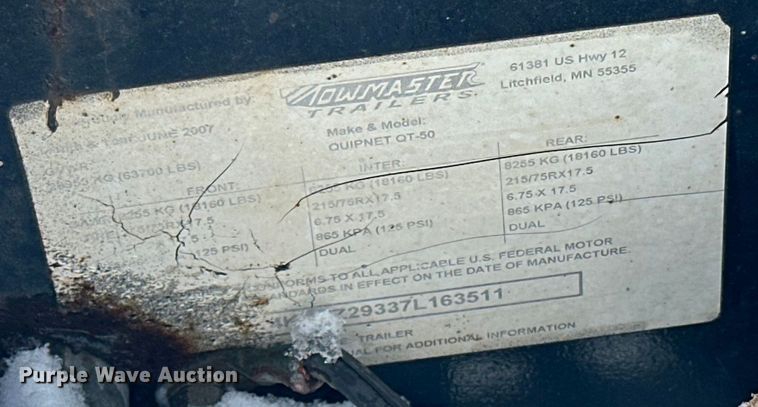 Manufactured by:
TOWMASTER
TRAILERS
61381 US Hwy 12
Litchfield, MN 55355
JUNE 2007
Make & Model:
QUIPNET QT-50
KG (63700 LBS)
FRONT: INTER: REAR:
(18160 LBS) (18160 LBS) 8255 KG (18160 LBS)
17.5 215/75RX17.5 215/75RX17.5
6.75 X 17.5 6.75 X 17.5
(125 PSI) 865 KPA (125 PSI) 865 KPA (125 PSI)
DUAL DUAL
CONFORMS TO ALL APPLICABLE U.S. FEDERAL MOTOR
STANDARDS IN EFFECT ON THE DATE OF MANUFACTURE.
Z29337L163511
TRAILER
FOR ADDITIONAL INFORMATION
Purple Wave Auction